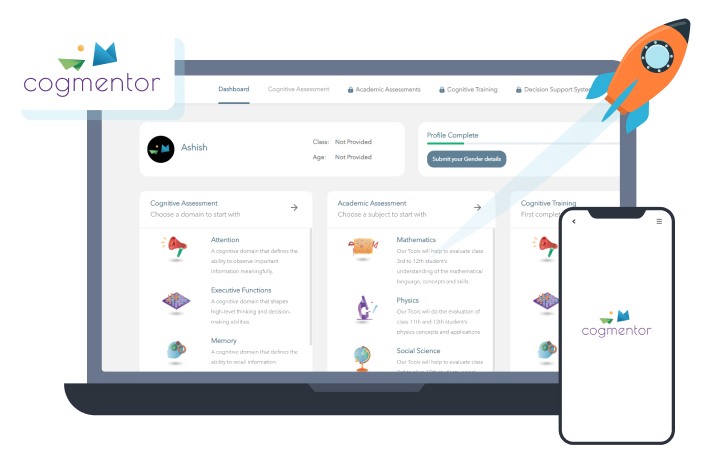 cogmentor
Dashboard Cognitive Assessment Academic Assessments Cognitive Training Decision Support
Ashish
Class: Not Provided
Age: Not Provided
Profile Complete
Submit your Gender details
Cognitive Assessment
Choose a domain to start with
Attention
A cognitive domain that defines the
ability to observe important
information meaningfully.
Executive Functions
A cognitive domain that shapes
high-level thinking and decision-
making abilities.
Memory
A cognitive domain that defines the
ability to recall information
Academic Assessment
Choose a subject to start with
Mathematics
Our Tools will help to evaluate class
3rd to 12th student's
understanding of the mathematical
language, concepts and skills.
Physics
Our Tools will do the evaluation of
class 11th and 12th student's
physics concepts and applications
Social Science
Our Tools will help to evaluate class
Cognitive Training
First
cogmentor